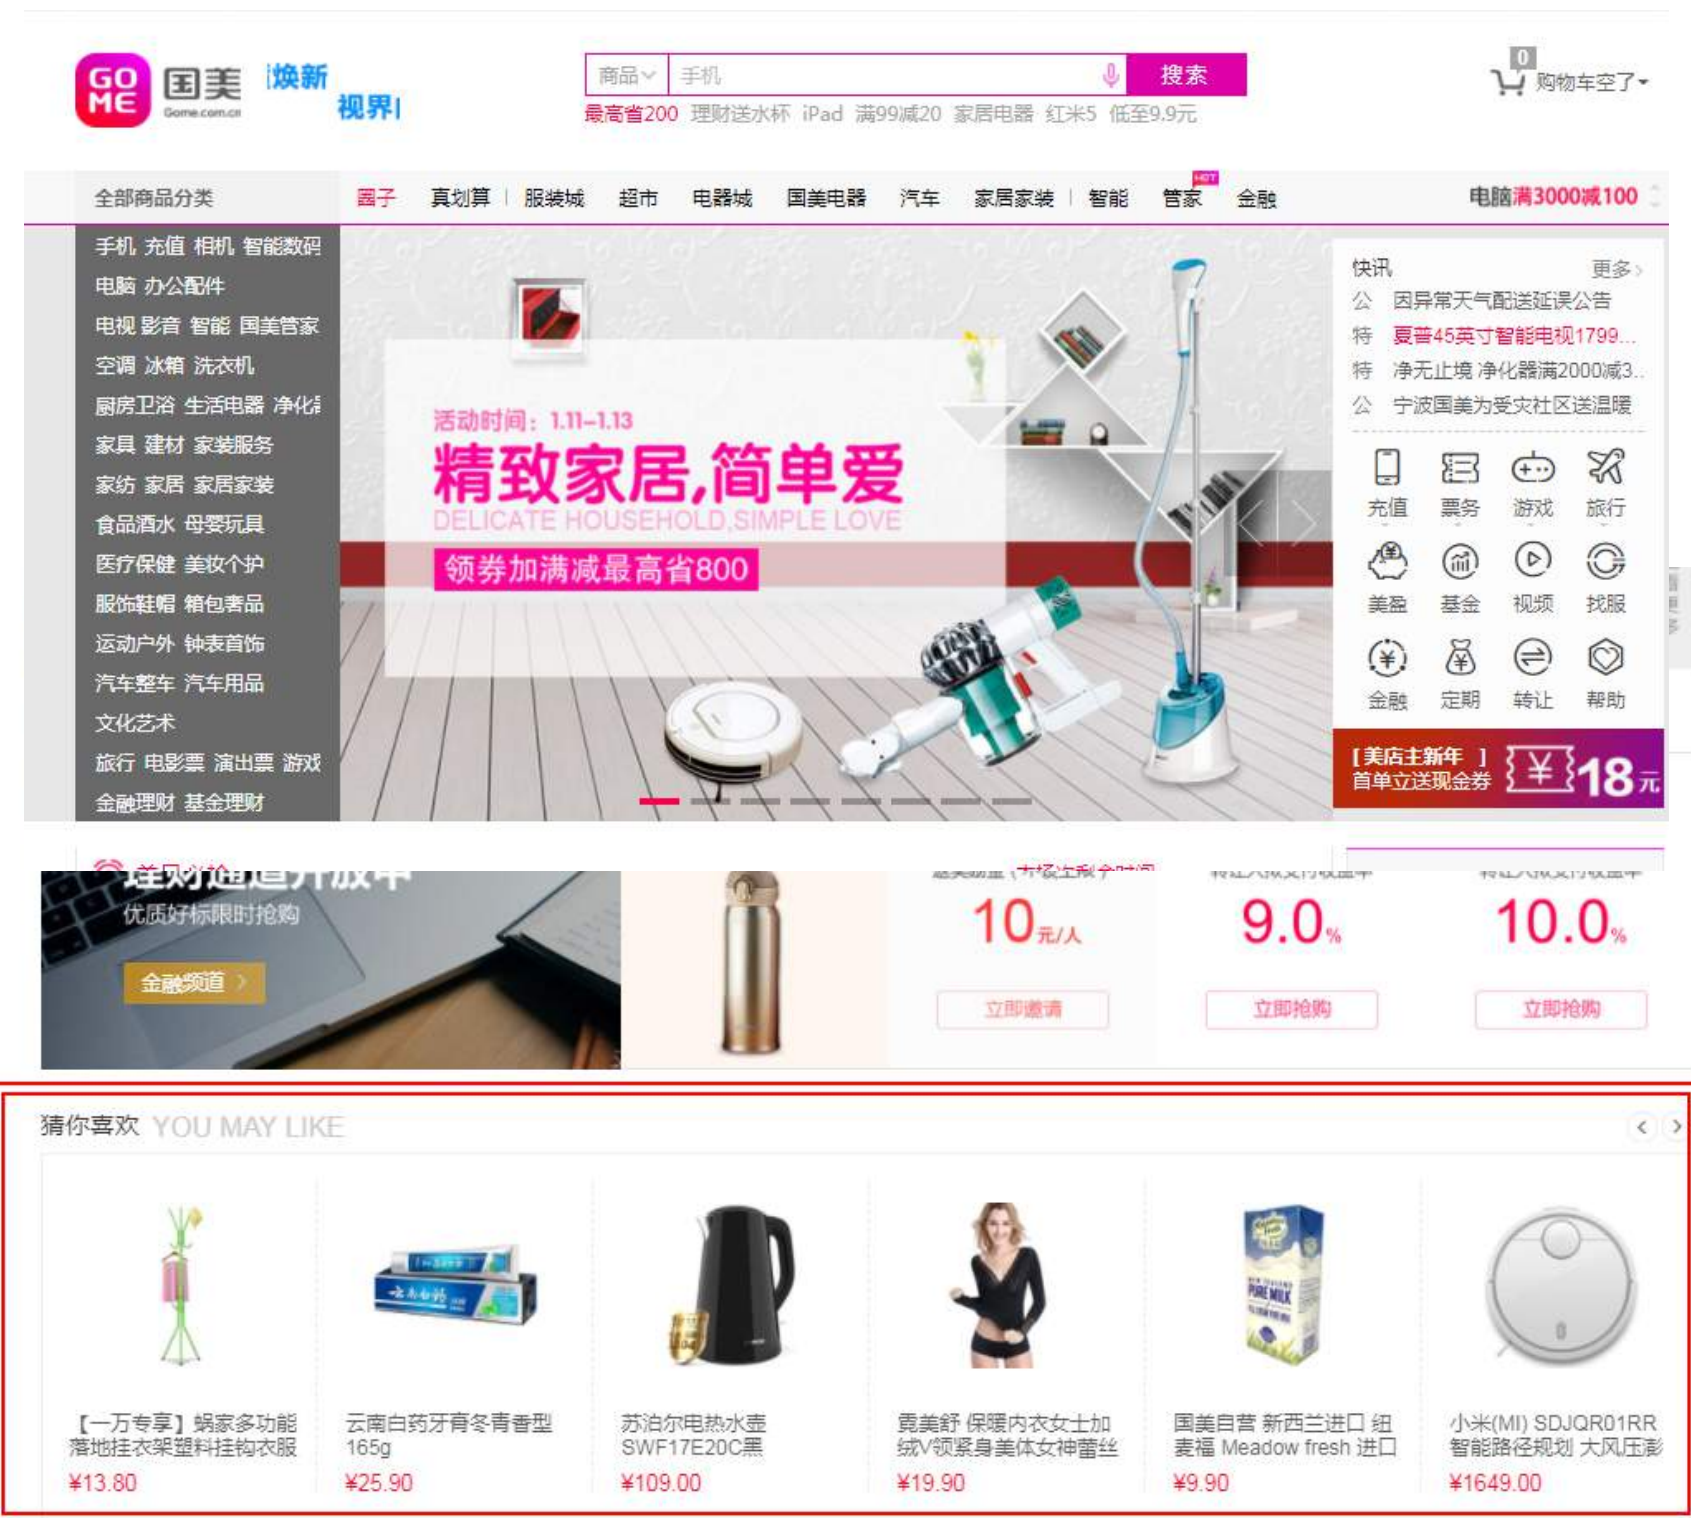 GO
ME
国美
Gome.com.cn
焕新
视界
商品
手机
搜索
0
购物车空了
最高省200 理财送水杯 iPad 满99减20 家居电器 红米5 低至9.9元
全部商品分类
圈子 真划算 服装城 超市 电器城 国美电器 汽车 家居家装 智能 管家 金融
HOT
电脑满3000减100
手机 充值 相机 智能数码
电脑 办公配件
电视 影音 智能 国美管家
空调 冰箱 洗衣机
厨房卫浴 生活电器 净化
家具 建材 家装服务
家纺 家居 家居家装
食品酒水 母婴玩具
医疗保健 美妆个护
服饰鞋帽 箱包奢品
运动户外 钟表首饰
汽车整车 汽车用品
文化艺术
旅行 电影票 演出票 游戏
金融理财 基金理财
活动时间：1.11-1.13
精致家居,简单爱
DELICATE HOUSEHOLD,SIMPLE LOVE
领券加满减最高省800
快讯 更多
公 因异常天气配送延误公告
特 夏普45英寸智能电视1799...
特 净无止境 净化器满2000减3..
公 宁波国美为受灾社区送温暖
充值 票务 游戏 旅行
美盈 基金 视频 找服
金融 定期 转让 帮助
[美店主新年 ]
首单立送现金券
¥
18元
理财通道开放中
优质好标限时抢购
金融频道
10元/人
9.0%
10.0%
立即邀请
立即抢购
立即抢购
猜你喜欢 YOU MAY LIKE
云南白药
PURE MILK
【一万专享】蜗家多功能
落地挂衣架塑料挂钩衣服
¥13.80
云南白药牙膏冬青香型
165g
¥25.90
苏泊尔电热水壶
SWF17E20C黑
¥109.00
霓美舒 保暖内衣女士加
绒V领紧身美体女神蕾丝
¥19.90
国美自营 新西兰进口 纽
麦福 Meadow fresh 进口
¥9.90
小米(MI) SDJQR01RR
智能路径规划 大风压澎
¥1649.00